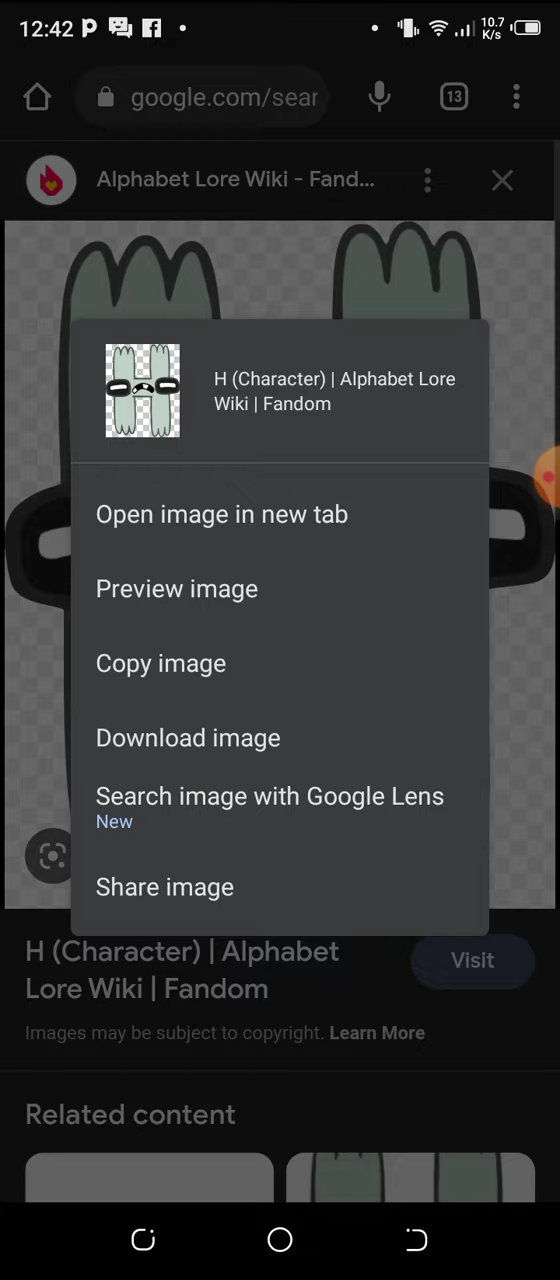 12:42
10.7
K/s
google.com/sear
13
Alphabet Lore Wiki - Fand...
H (Character) | Alphabet Lore
Wiki | Fandom
Open image in new tab
Preview image
Copy image
Download image
Search image with Google Lens
New
Share image
H (Character) | Alphabet
Lore Wiki | Fandom
Visit
Images may be subject to copyright. Learn More
Related content